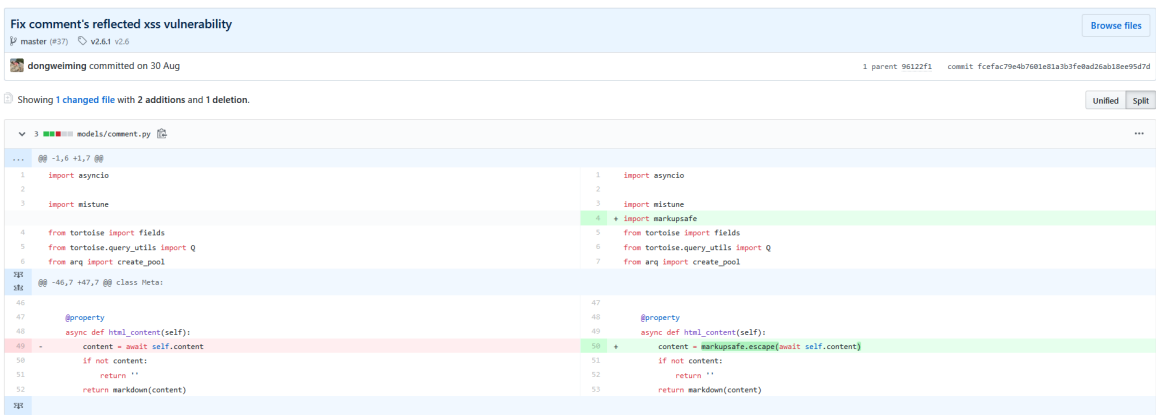 Fix comment's reflected xss vulnerability
Browse files
master (#37) v2.6.1 v2.6
dongweiming committed on 30 Aug
1 parent 96122f1 commit fcefac79e4b7601e81a3b3fe0ad26ab18ee95d7d
Showing 1 changed file with 2 additions and 1 deletion.
Unified Split
3 models/comment.py
... @@ -1,6 +1,7 @@
1 import asyncio 1 import asyncio
2 2
3 import mistune 3 import mistune
4 + import markupsafe
4 from tortoise import fields 5 from tortoise import fields
5 from tortoise.query_utils import Q 6 from tortoise.query_utils import Q
6 from arq import create_pool 7 from arq import create_pool
@@ -46,7 +47,7 @@ class Meta:
46 47
47 @property 48 @property
48 async def html_content(self): 49 async def html_content(self):
49 - content = await self.content 50 + content = markupsafe.escape(await self.content)
50 if not content: 51 if not content:
51 return '' 52 return ''
52 return markdown(content) 53 return markdown(content)